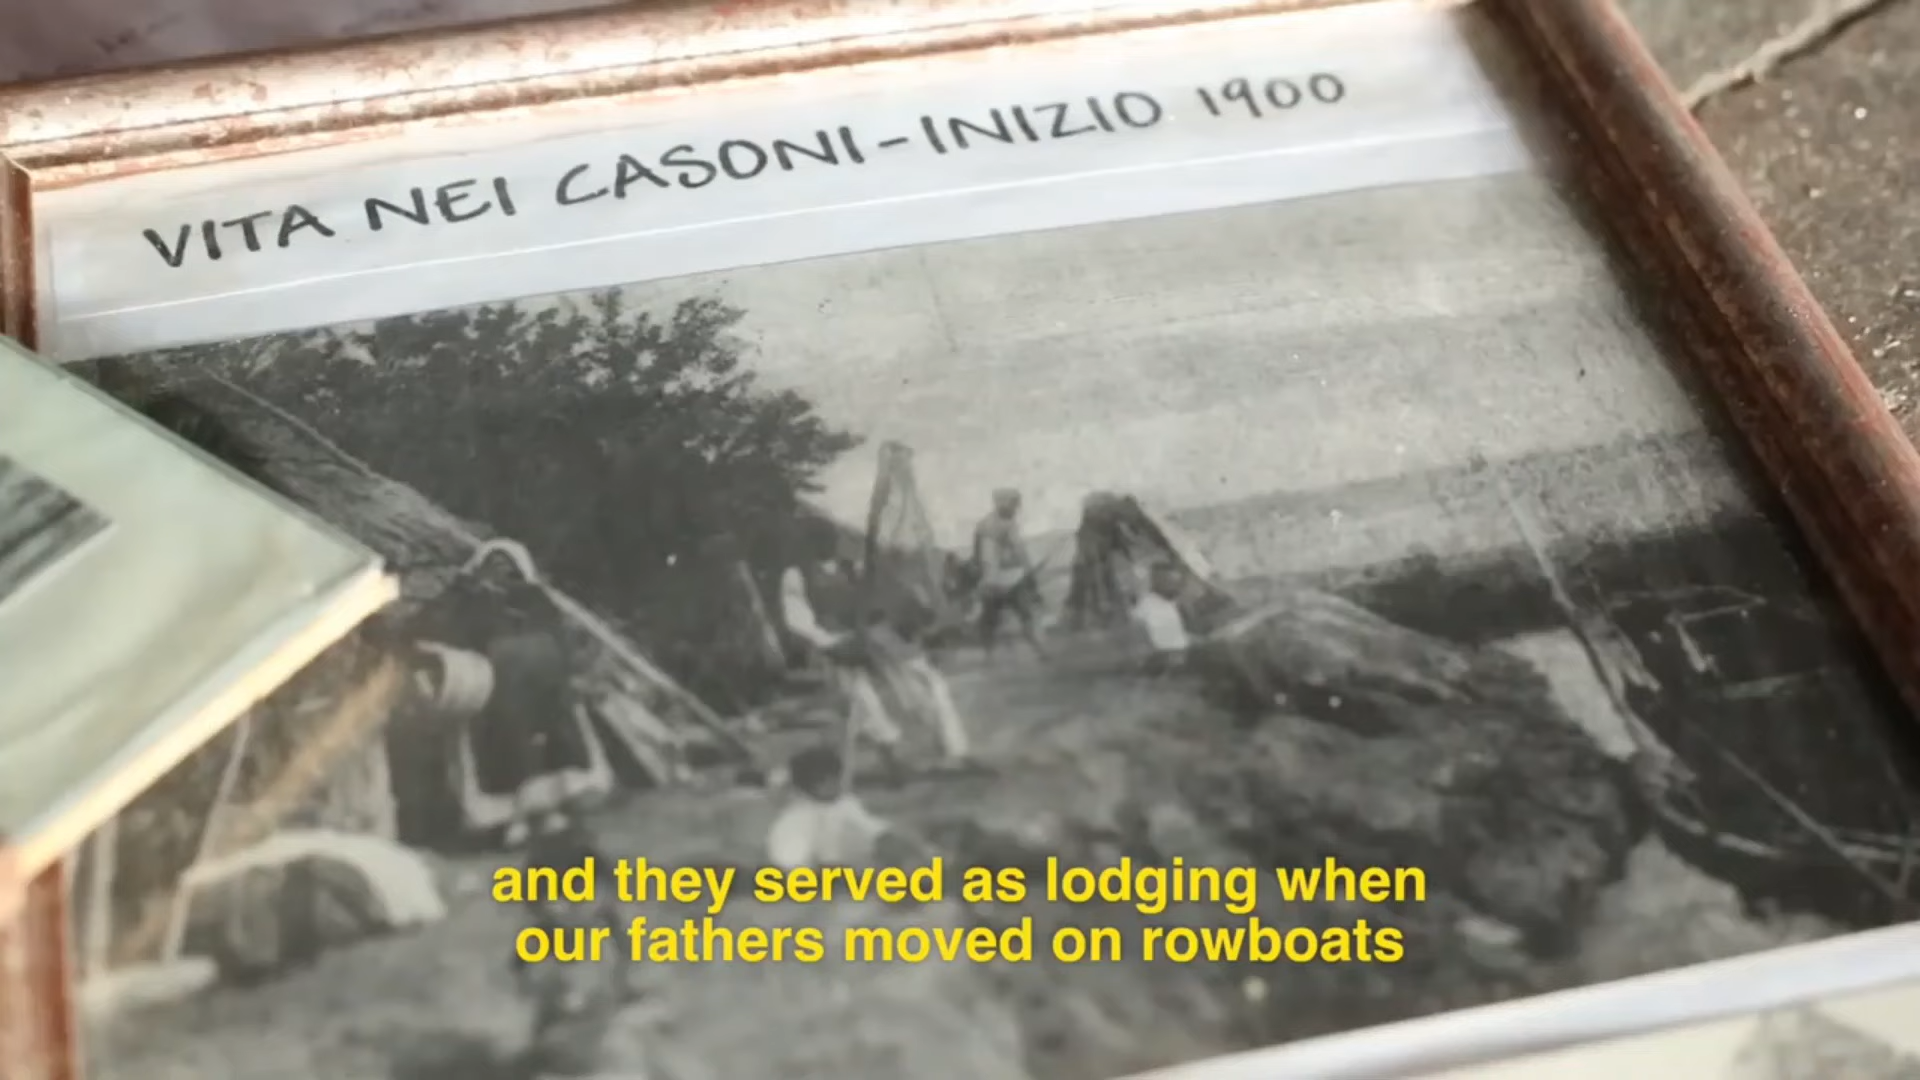 VITA NEI CASONI-INIZIO 1900
and they served as lodging when
our fathers moved on rowboats